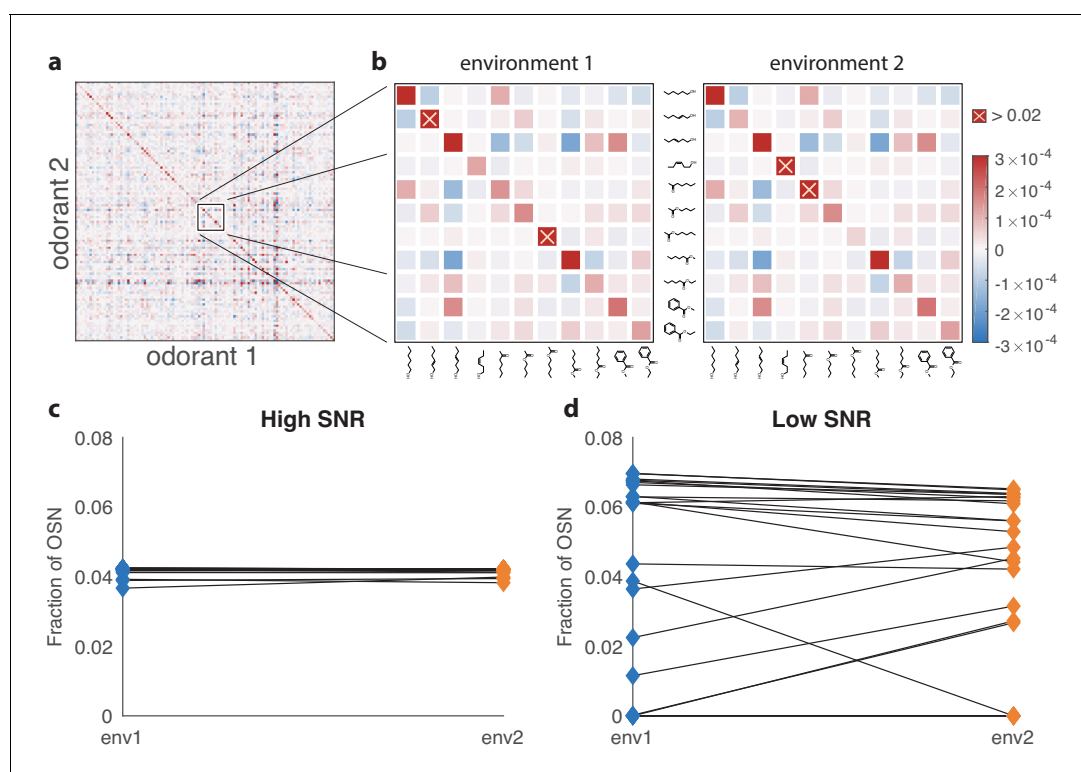 a
b
environment 1
environment 2
odorant 2
odorant 1
> 0.02
3×10⁻⁴
2×10⁻⁴
1×10⁻⁴
0
-1×10⁻⁴
-2×10⁻⁴
-3×10⁻⁴
c
High SNR
Fraction of OSN
0.08
0.06
0.04
0.02
0
env1
env2
d
Low SNR
Fraction of OSN
0.08
0.06
0.04
0.02
0
env1
env2